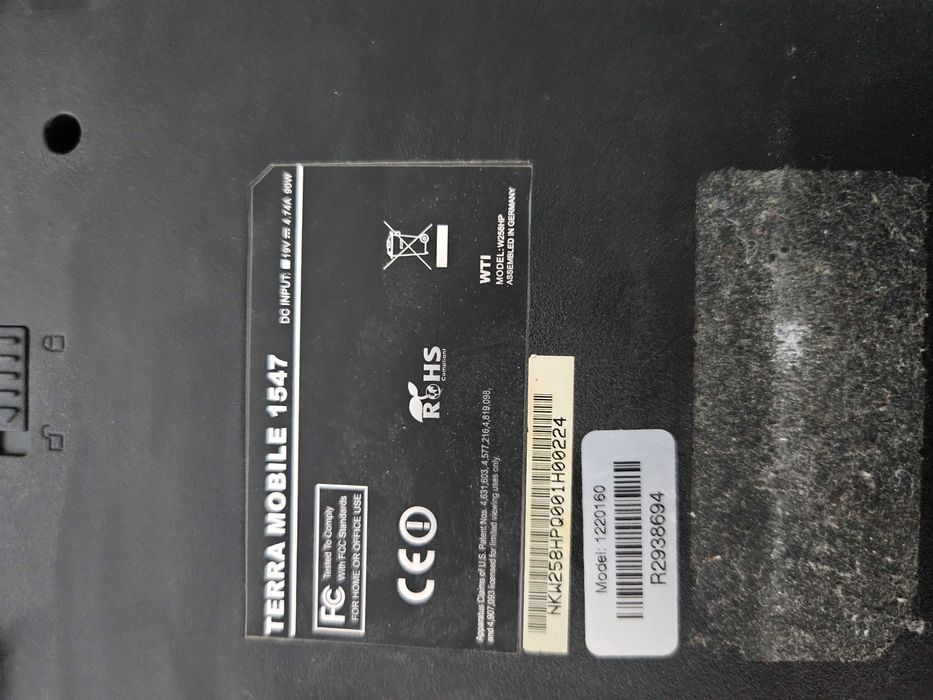 TERRA MOBILE 1547
DC INPUT: 19V ⎓ 4.74A 90W
FC Tested To Comply
With FCC Standards
FOR HOME OR OFFICE USE
CE
RoHS
Compliant
WTI
MODEL: W258HP
ASSEMBLED IN GERMANY
Apparatus Claims of U.S. Patent Nos. 4,631,603, 4,577,216,4,819,098,
and 4,907,093 licensed for limited viewing uses only.
NKW258HPQ001H00224
Model: 1220160
R2938694